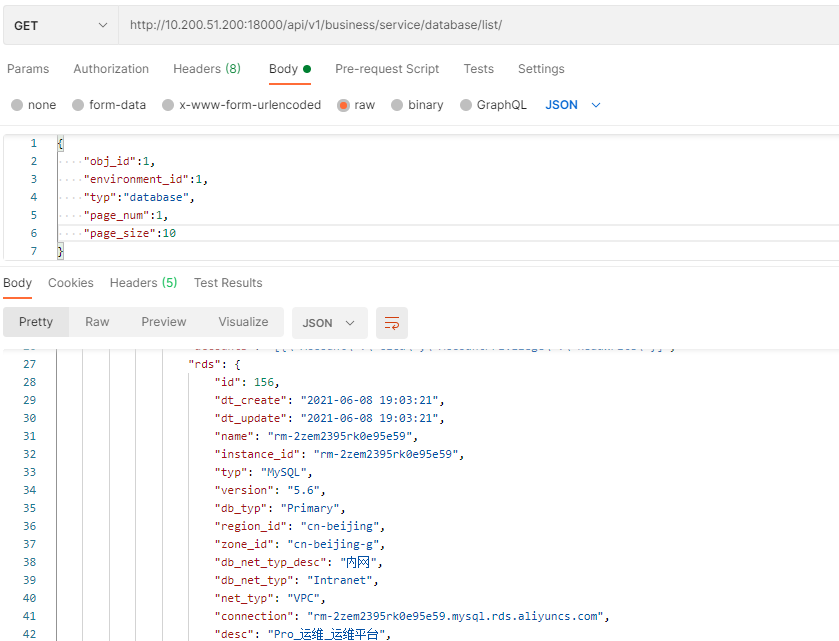 GET http://10.200.51.200:18000/api/v1/business/service/database/list/
Params Authorization Headers (8) Body Pre-request Script Tests Settings
none form-data x-www-form-urlencoded raw binary GraphQL JSON
1 {
2 "obj_id":1,
3 "environment_id":1,
4 "typ":"database",
5 "page_num":1,
6 "page_size":10
7 }
Body Cookies Headers (5) Test Results
Pretty Raw Preview Visualize JSON
27 "rds": {
28 "id": 156,
29 "dt_create": "2021-06-08 19:03:21",
30 "dt_update": "2021-06-08 19:03:21",
31 "name": "rm-2zem2395rk0e95e59",
32 "instance_id": "rm-2zem2395rk0e95e59",
33 "typ": "MySQL",
34 "version": "5.6",
35 "db_typ": "Primary",
36 "region_id": "cn-beijing",
37 "zone_id": "cn-beijing-g",
38 "db_net_typ_desc": "内网",
39 "db_net_typ": "Intranet",
40 "net_typ": "VPC",
41 "connection": "rm-2zem2395rk0e95e59.mysql.rds.aliyuncs.com",
42 "desc": "Pro_运维_运维平台",